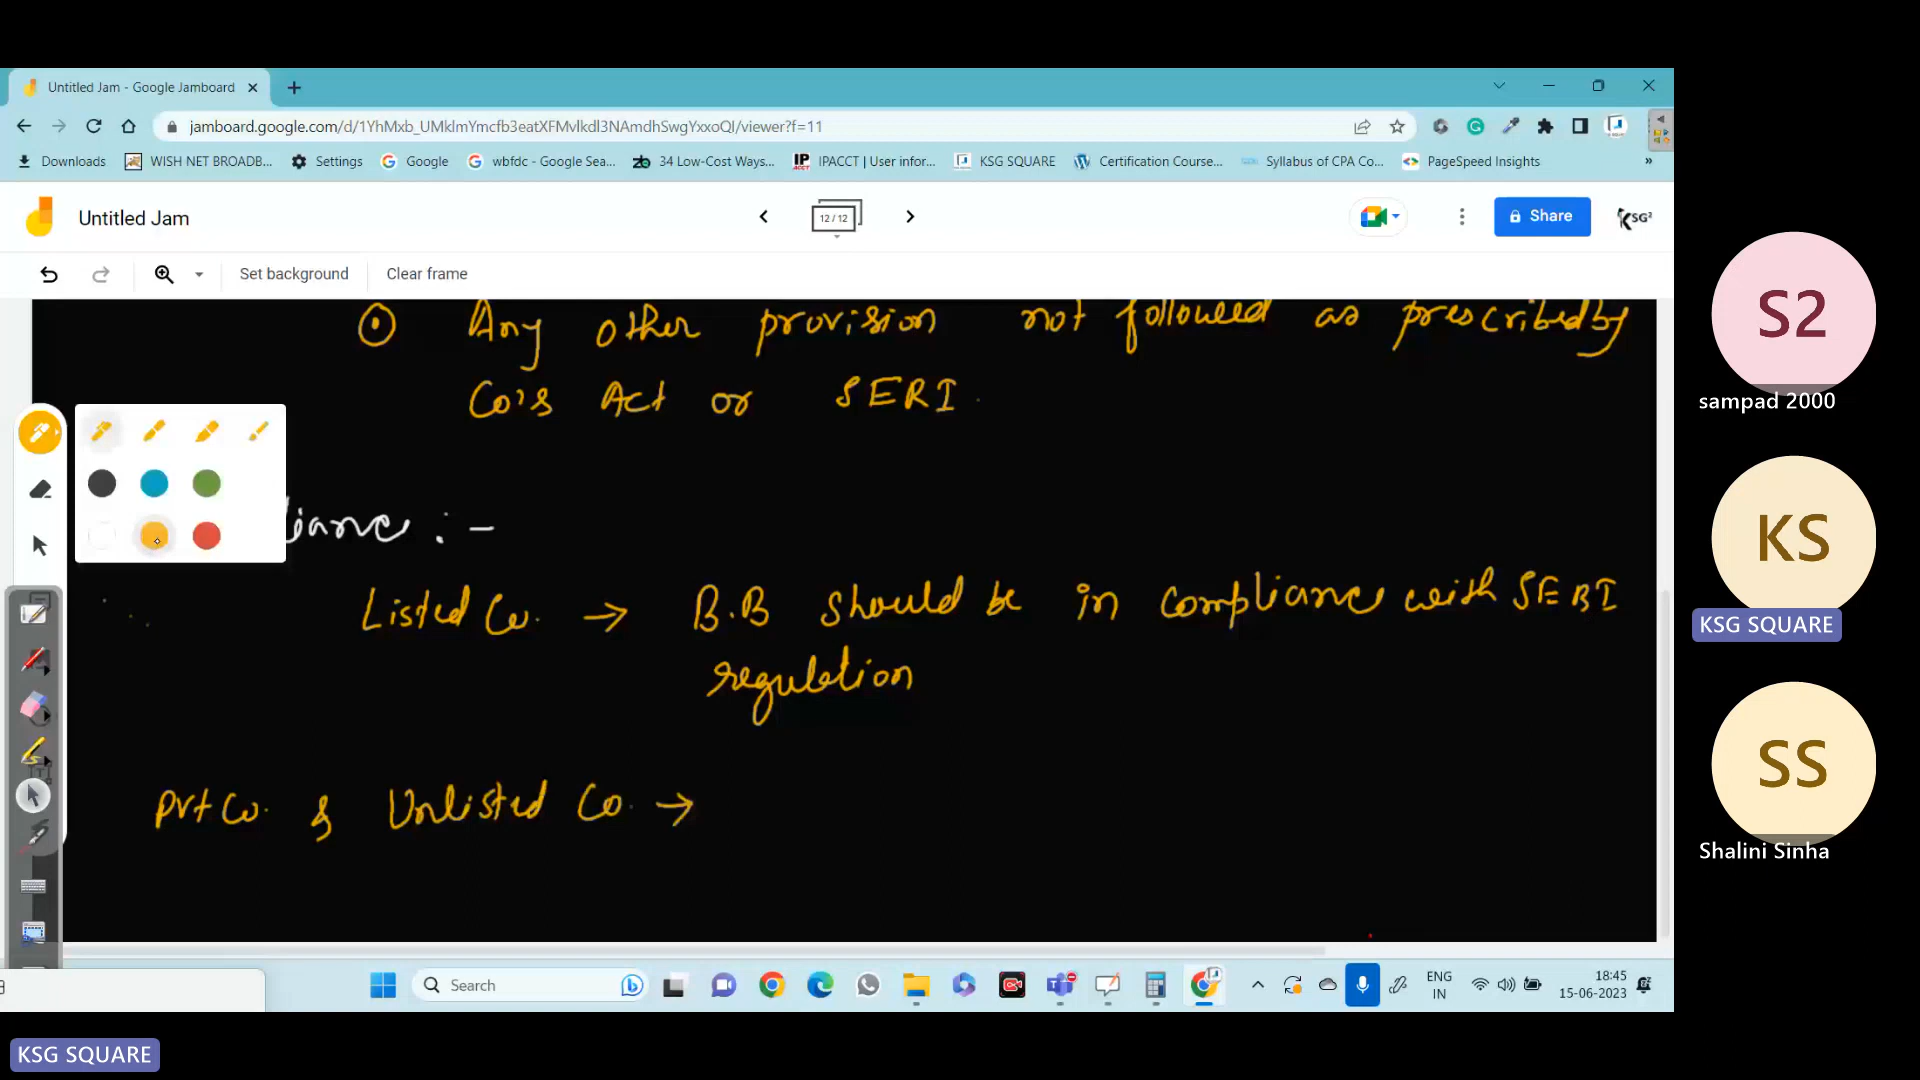 Untitled Jam - Google Jamboard
jamboard.google.com/d/1YhMxb_UMklmYmcfb3eatXFMvlkdl3NAmdhSwgYxxoQI/viewer?f=11
Downloads WISH NET BROADB... Settings Google wbfdc - Google Sea... 34 Low-Cost Ways... IPACCT | User infor... KSG SQUARE Certification Course... Syllabus of CPA Co... PageSpeed Insights »
Untitled Jam 12 / 12 Share KSG²
Set background Clear frame
Any other provision not followed as prescribed by
Co's Act or SEBI
liance : -
Listed Co. → B.B should be in compliance with SEBI
regulation
Pvt Co. & Unlisted Co. →
S2
sampad 2000
KS
KSG SQUARE
SS
Shalini Sinha
Search
ENG
IN
18:45
15-06-2023
KSG SQUARE